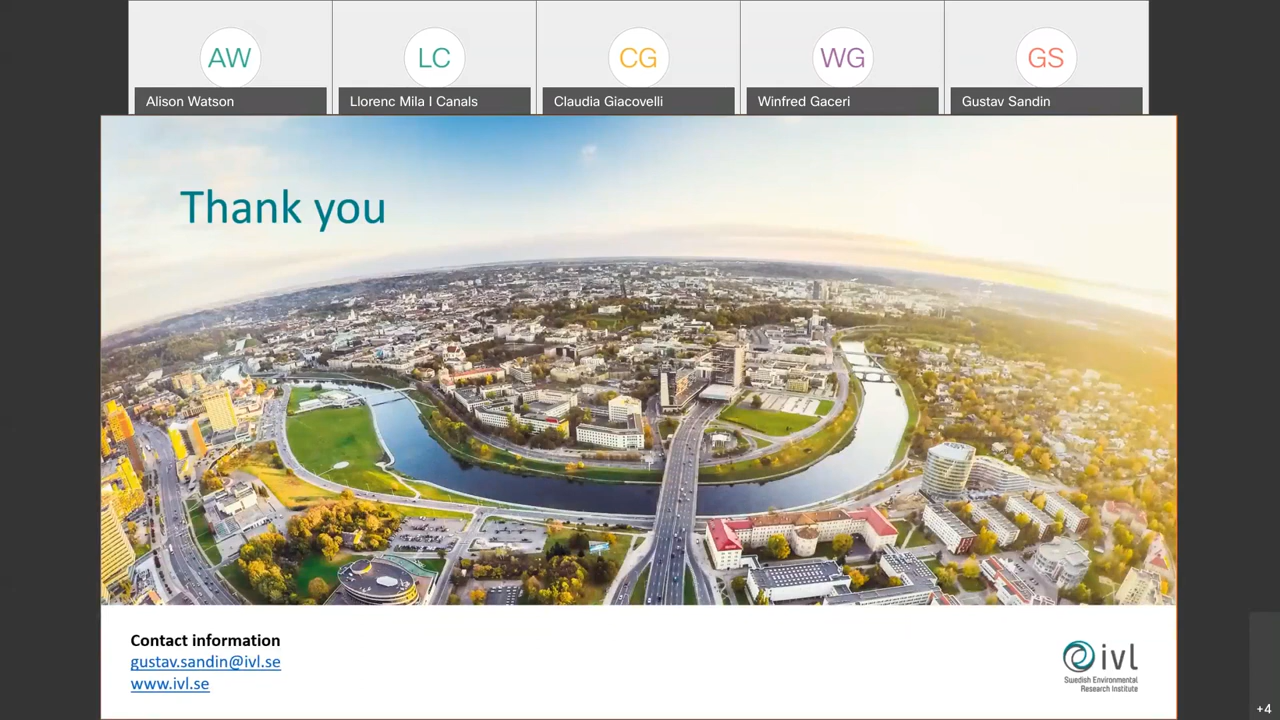 AW
LC
CG
WG
GS
Alison Watson
Llorenc Mila I Canals
Claudia Giacovelli
Winfred Gaceri
Gustav Sandin
Thank you
Contact information
gustav.sandin@ivl.se
www.ivl.se
ivl
Swedish Environmental
Research Institute
+4